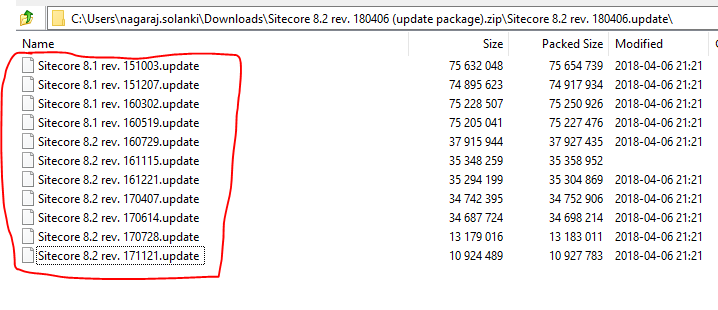 C:\Users\nagaraj.solanki\Downloads\Sitecore 8.2 rev. 180406 (update package).zip\Sitecore 8.2 rev. 180406.update\
Name Size Packed Size Modified
Sitecore 8.1 rev. 151003.update 75 632 048 75 654 739 2018-04-06 21:21
Sitecore 8.1 rev. 151207.update 74 895 623 74 917 934 2018-04-06 21:21
Sitecore 8.1 rev. 160302.update 75 228 507 75 250 926 2018-04-06 21:21
Sitecore 8.1 rev. 160519.update 75 205 041 75 227 476 2018-04-06 21:21
Sitecore 8.2 rev. 160729.update 37 915 944 37 927 435 2018-04-06 21:21
Sitecore 8.2 rev. 161115.update 35 348 259 35 358 952
Sitecore 8.2 rev. 161221.update 35 294 199 35 304 869 2018-04-06 21:21
Sitecore 8.2 rev. 170407.update 34 742 395 34 752 906 2018-04-06 21:21
Sitecore 8.2 rev. 170614.update 34 687 724 34 698 214 2018-04-06 21:21
Sitecore 8.2 rev. 170728.update 13 179 016 13 183 011 2018-04-06 21:21
Sitecore 8.2 rev. 171121.update 10 924 489 10 927 783 2018-04-06 21:21